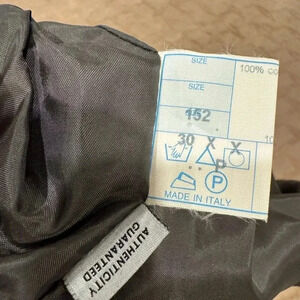 SIZE
100% co
SIZE
152
30 X X
P
P
MADE IN ITALY
AUTHENTICITY
GUARANTEED